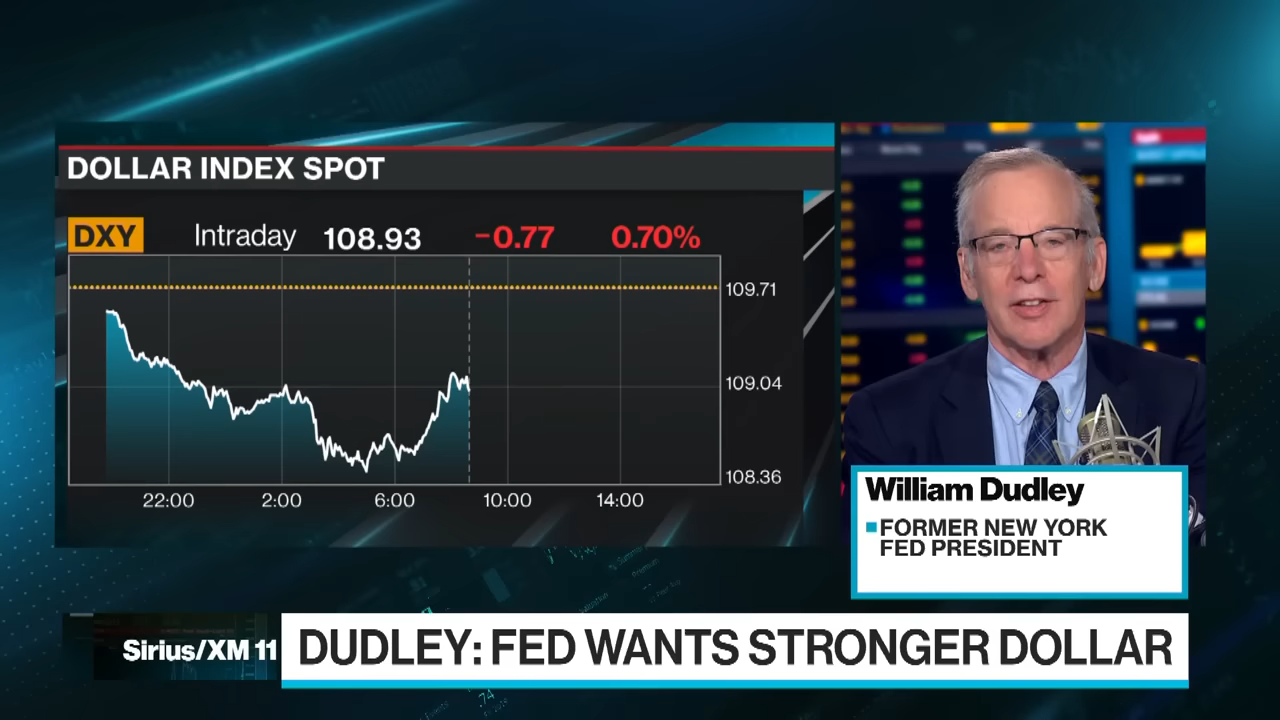 DOLLAR INDEX SPOT
DXY Intraday 108.93 -0.77 0.70%
109.71
109.04
108.36
22:00 2:00 6:00 10:00 14:00
William Dudley
FORMER NEW YORK
FED PRESIDENT
Sirius/XM 11
DUDLEY: FED WANTS STRONGER DOLLAR
.74